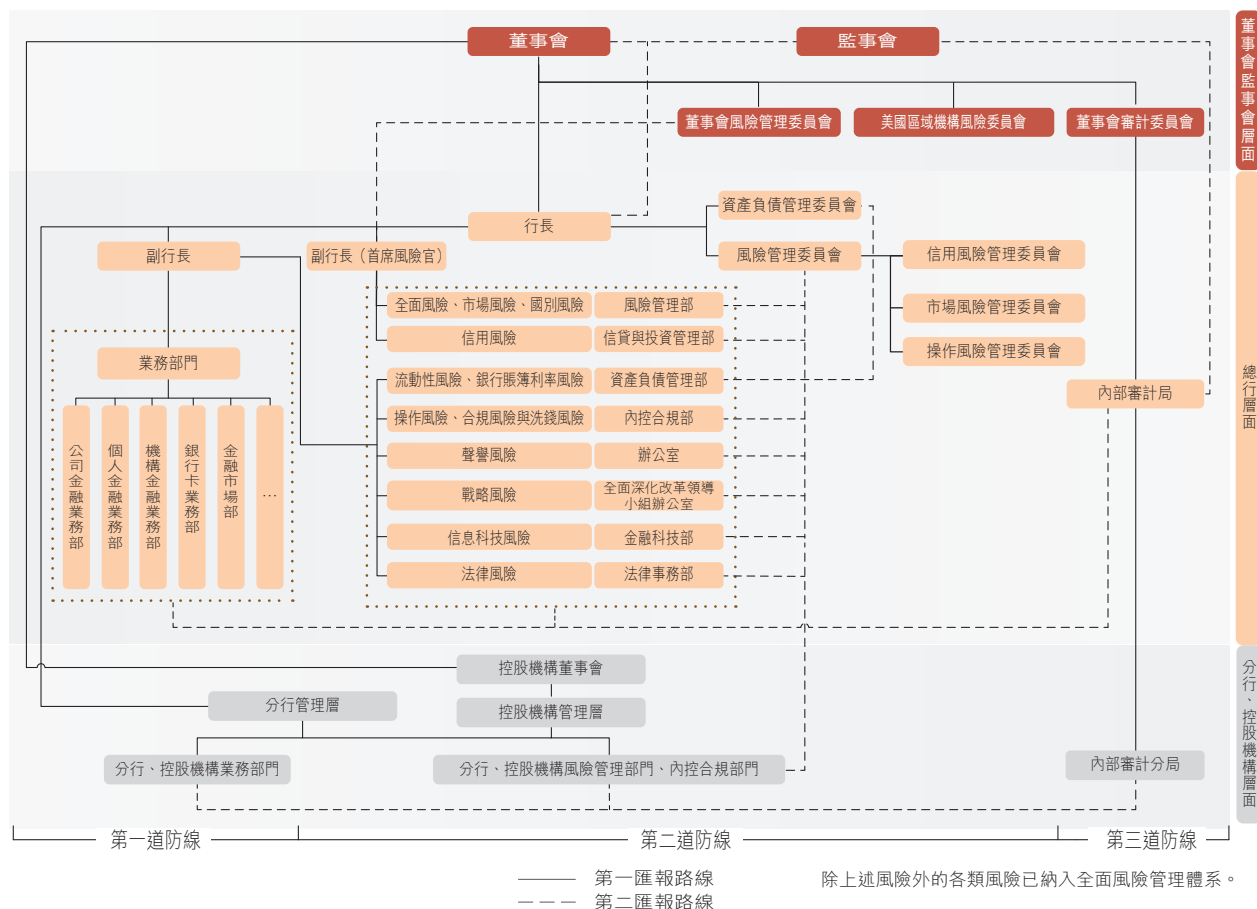 董事會
監事會
董事會風險管理委員會
美國區域機構風險委員會
董事會審計委員會
董事會監事會層面
行長
資產負債管理委員會
副行長
副行長（首席風險官）
風險管理委員會
信用風險管理委員會
市場風險管理委員會
操作風險管理委員會
全面風險、市場風險、國別風險
風險管理部
信用風險
信貸與投資管理部
流動性風險、銀行賬簿利率風險
資產負債管理部
操作風險、合規風險與洗錢風險
內控合規部
聲譽風險
辦公室
戰略風險
全面深化改革領導
小組辦公室
信息科技風險
金融科技部
法律風險
法律事務部
業務部門
公司金融業務部
個人金融業務部
機構金融業務部
銀行卡業務部
金融市場部
…
內部審計局
總行層面
控股機構董事會
分行管理層
控股機構管理層
分行、控股機構業務部門
分行、控股機構風險管理部門、內控合規部門
內部審計分局
分行、控股機構層面
第一道防線
第二道防線
第三道防線
第一匯報路線
第二匯報路線
除上述風險外的各類風險已納入全面風險管理體系。